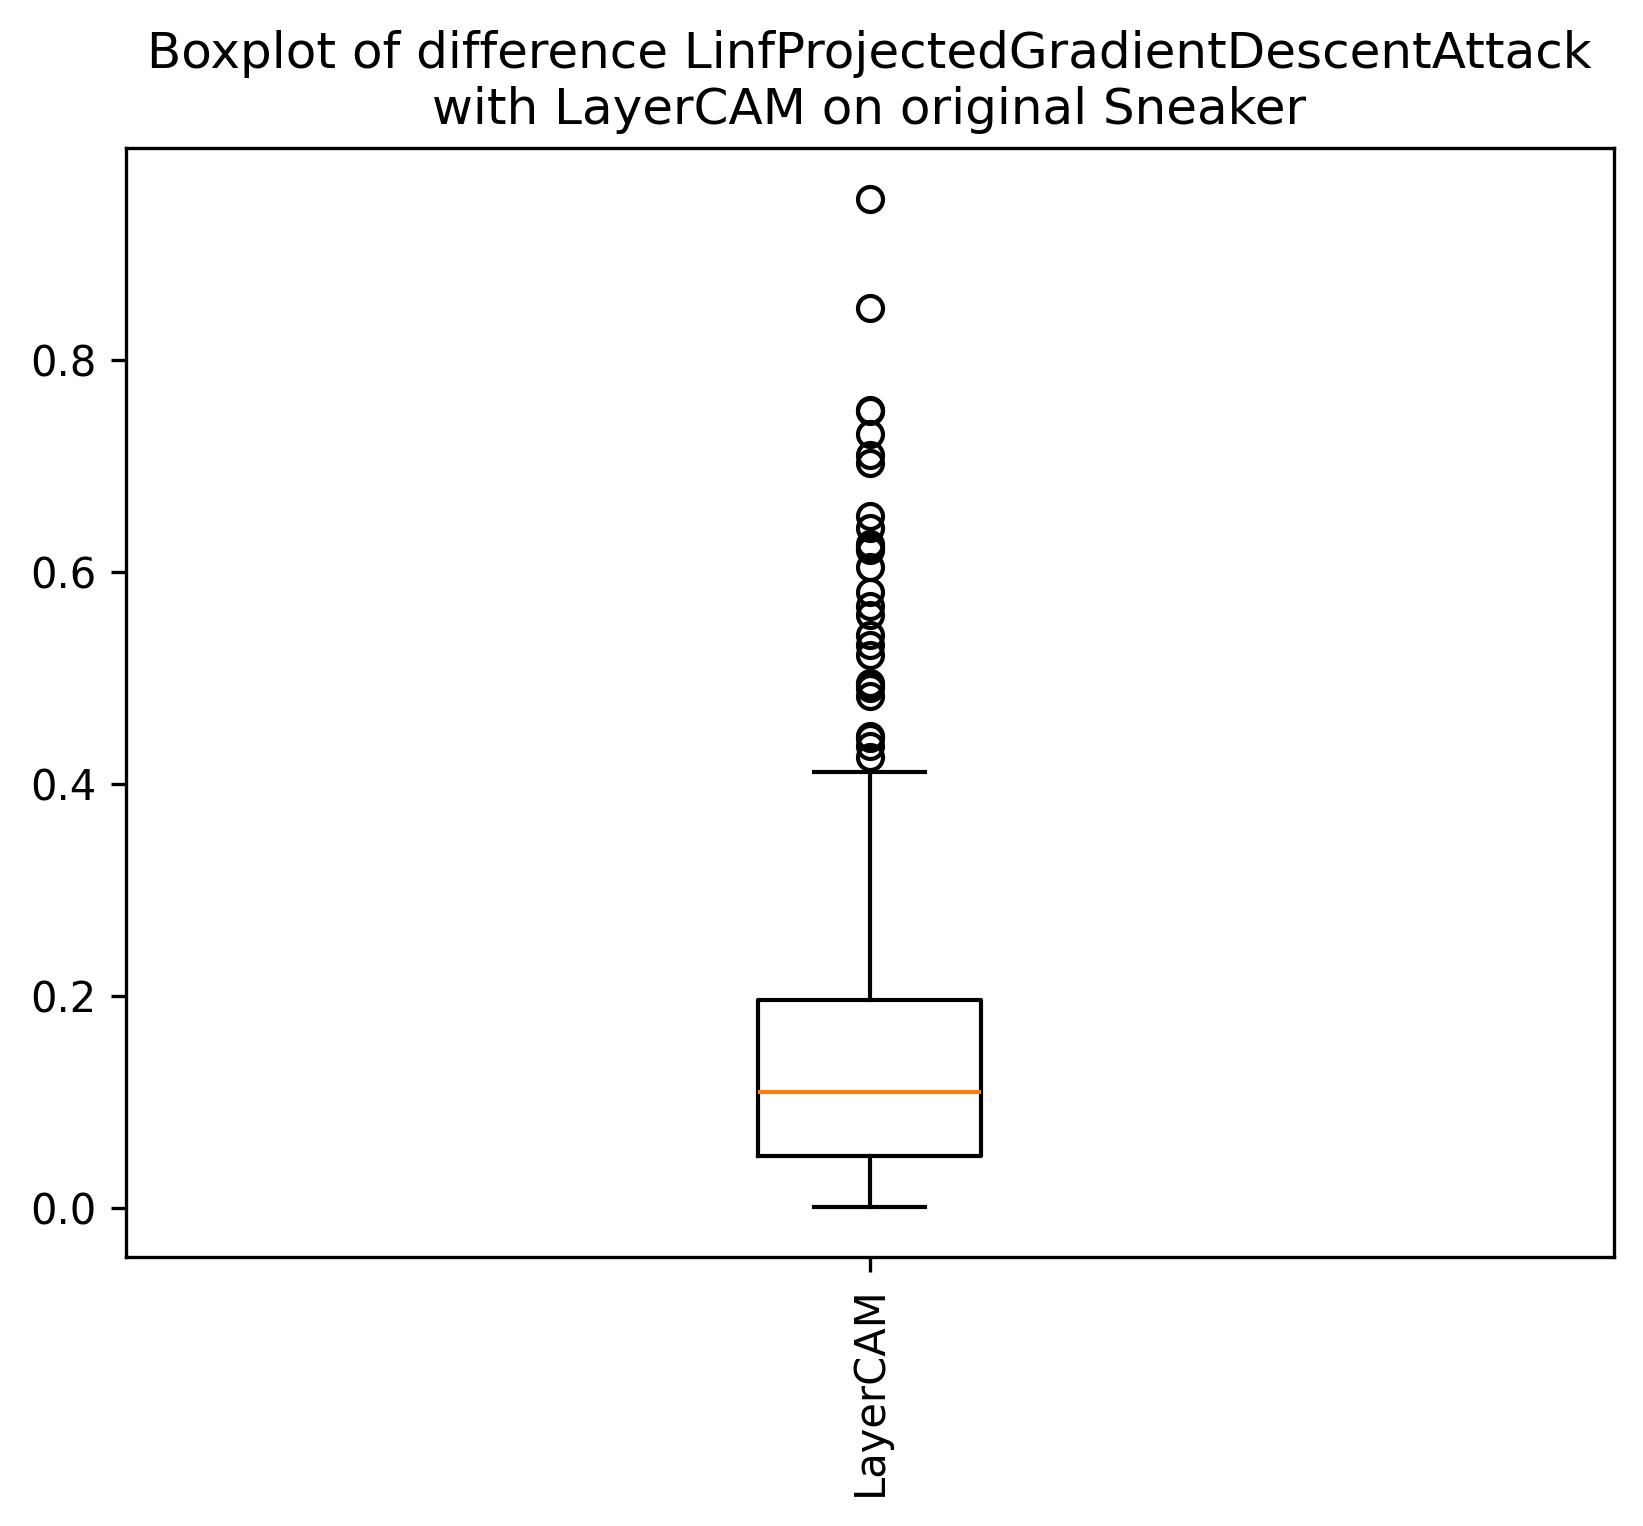 Boxplot of difference LinfProjectedGradientDescentAttack
with LayerCAM on original Sneaker
0.8
0.6
0.4
0.2
0.0
LayerCAM